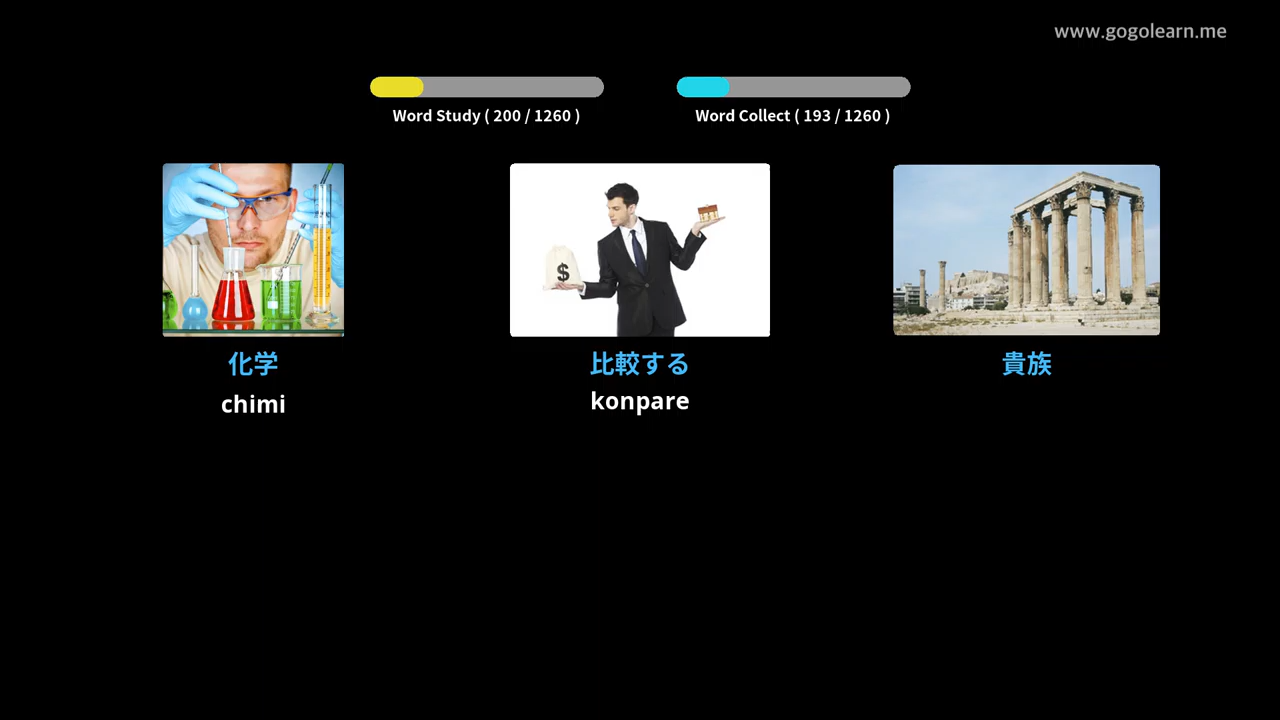 www.gogolearn.me
Word Study ( 200 / 1260 )
Word Collect ( 193 / 1260 )
$
化学
比較する
貴族
chimi
konpare